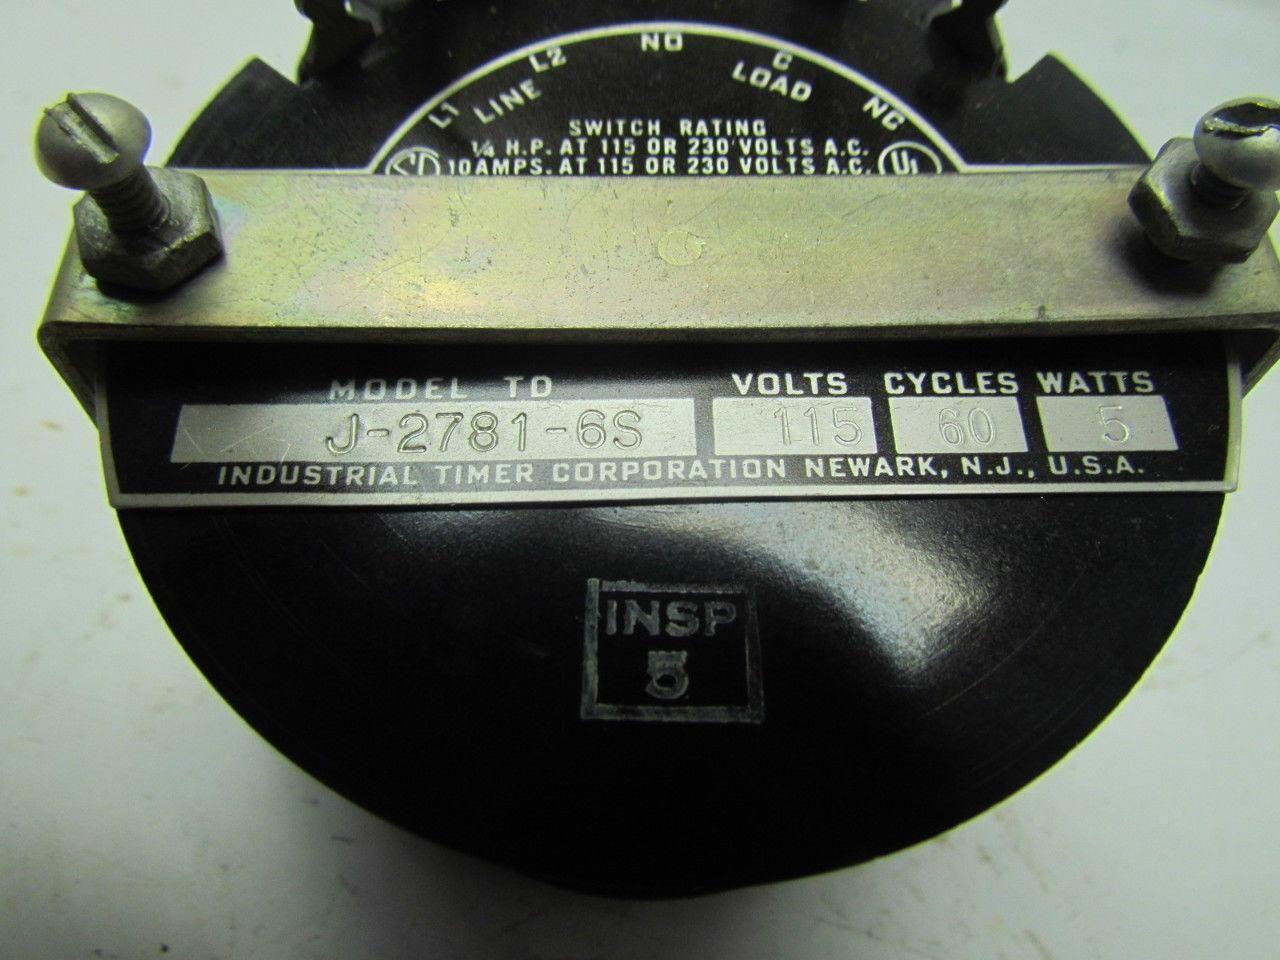 L1 L2 NO C NC
LINE LOAD
SWITCH RATING
¼ H.P. AT 115 OR 230 VOLTS A.C.
10 AMPS. AT 115 OR 230 VOLTS A.C.
MODEL TD VOLTS CYCLES WATTS
J-2781-6S 115 60 5
INDUSTRIAL TIMER CORPORATION NEWARK, N.J., U.S.A.
INSP
5